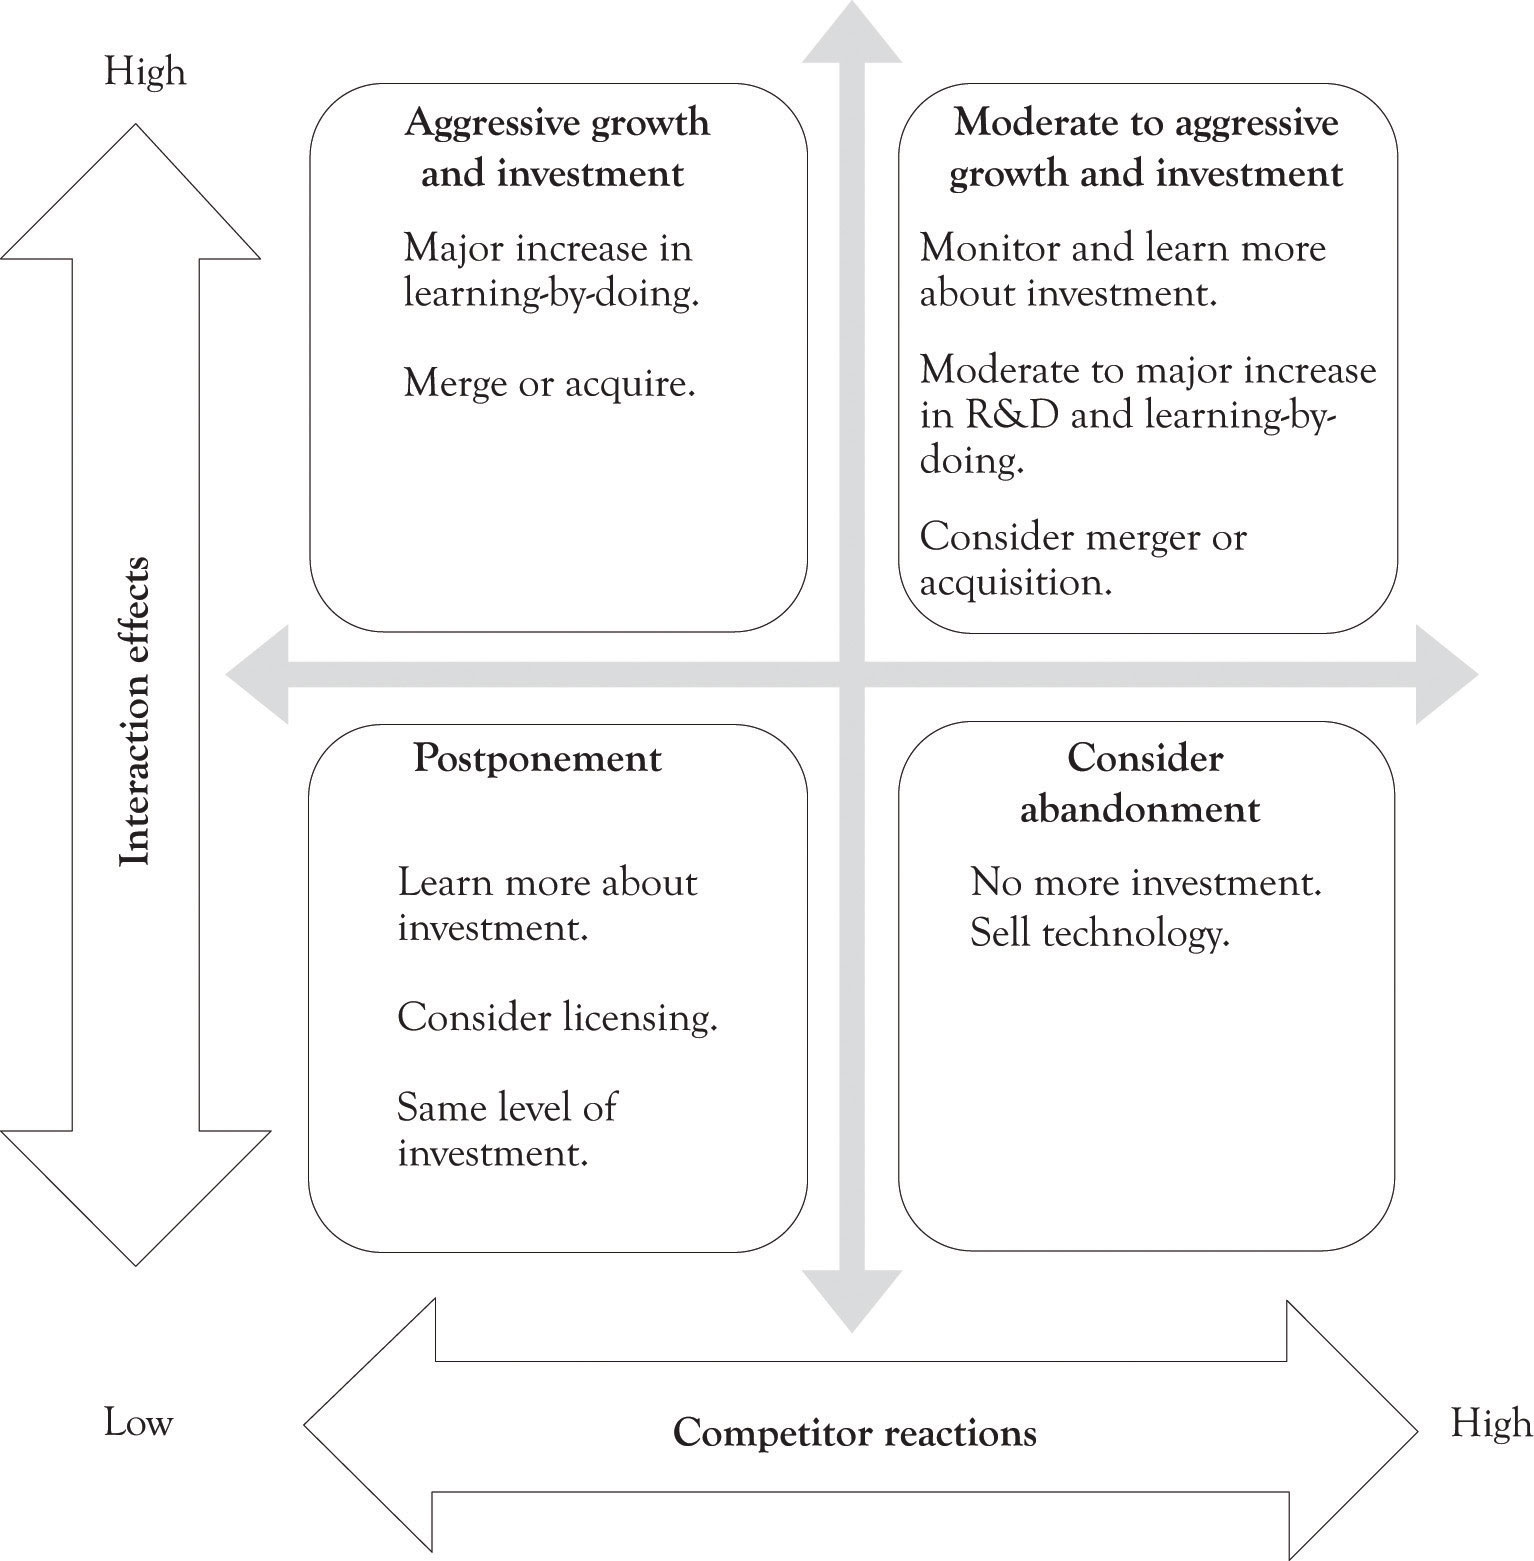 High
Aggressive growth
and investment
Major increase in
learning-by-doing.
Merge or acquire.
Moderate to aggressive
growth and investment
Monitor and learn more
about investment.
Moderate to major increase
in R&D and learning-by-
doing.
Consider merger or
acquisition.
Interaction effects
Postponement
Learn more about
investment.
Consider licensing.
Same level of
investment.
Consider
abandonment
No more investment.
Sell technology.
Low
Competitor reactions
High